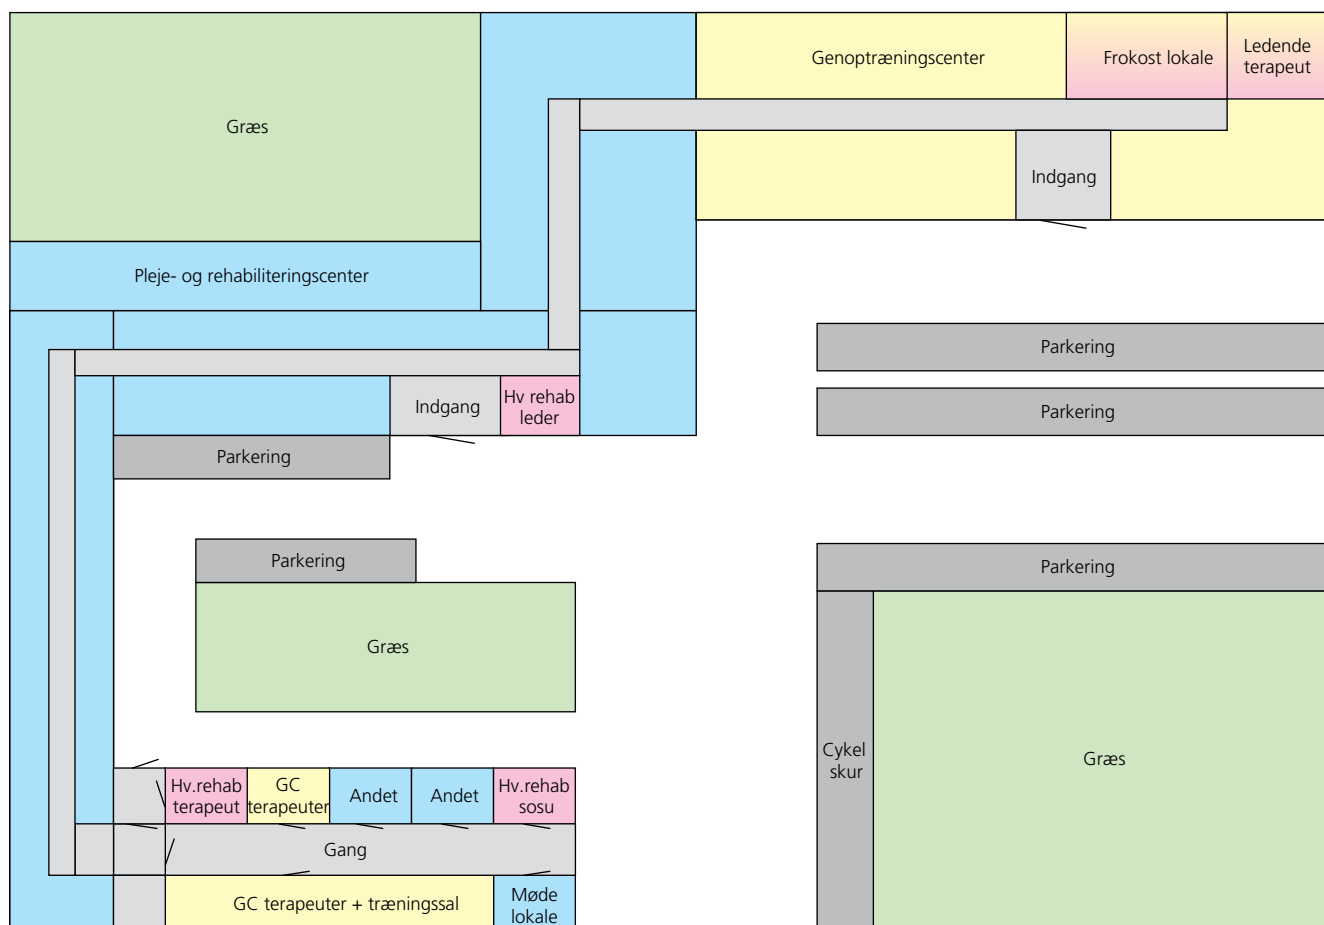 Genoptræningscenter
Frokost lokale
Ledende
terapeut
Græs
Indgang
Pleje- og rehabiliteringscenter
Parkering
Indgang
Hv rehab
leder
Parkering
Parkering
Parkering
Parkering
Græs
Cykel
skur
Græs
Hv.rehab
terapeut
GC
terapeuter
Andet
Andet
Hv.rehab
sosu
Gang
GC terapeuter + træningssal
Møde
lokale